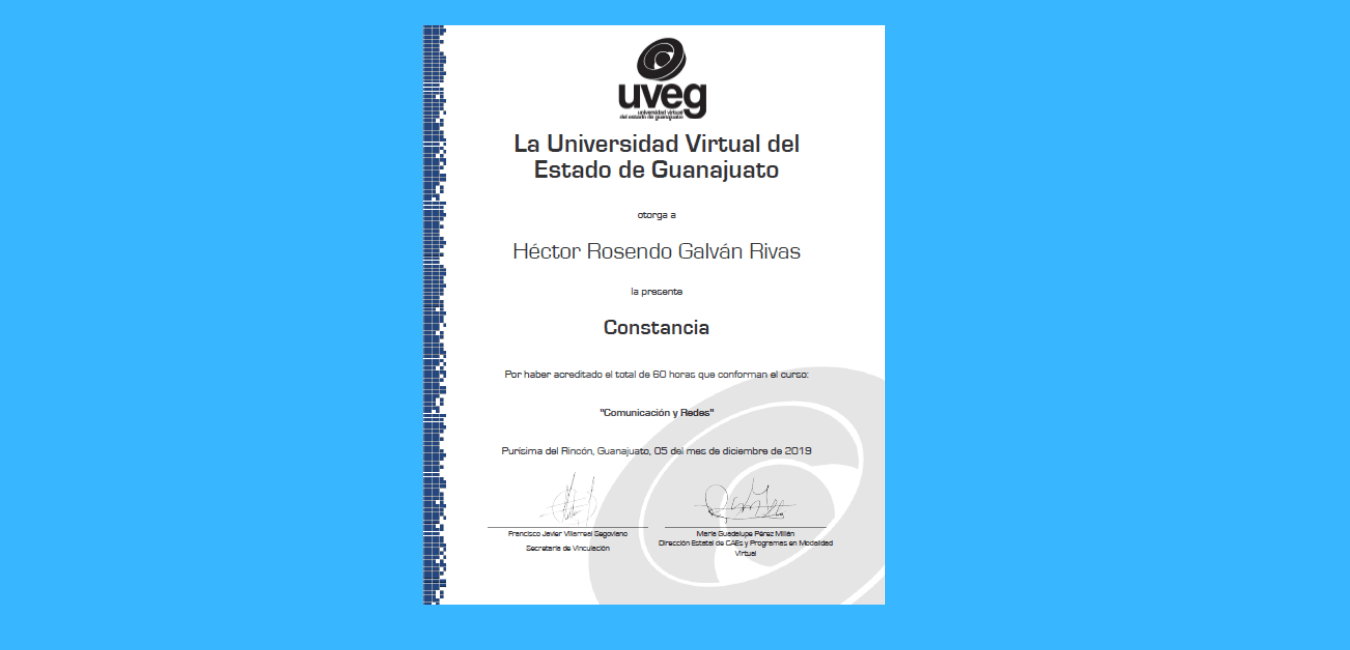 uveg
universidad virtual
del estado de guanajuato
La Universidad Virtual del
Estado de Guanajuato
otorga a
Héctor Rosendo Galván Rivas
la presente
Constancia
Por haber acreditado el total de 60 horas que conforman el curso:
"Comunicación y Redes"
Purísima del Rincón, Guanajuato, 05 del mes de diciembre de 2019
Francisco Javier Villarreal Segoviano
Secretaría de Vinculación
María Guadalupe Pérez Milán
Dirección Estatal de CAEs y Programas en Modalidad
Virtual